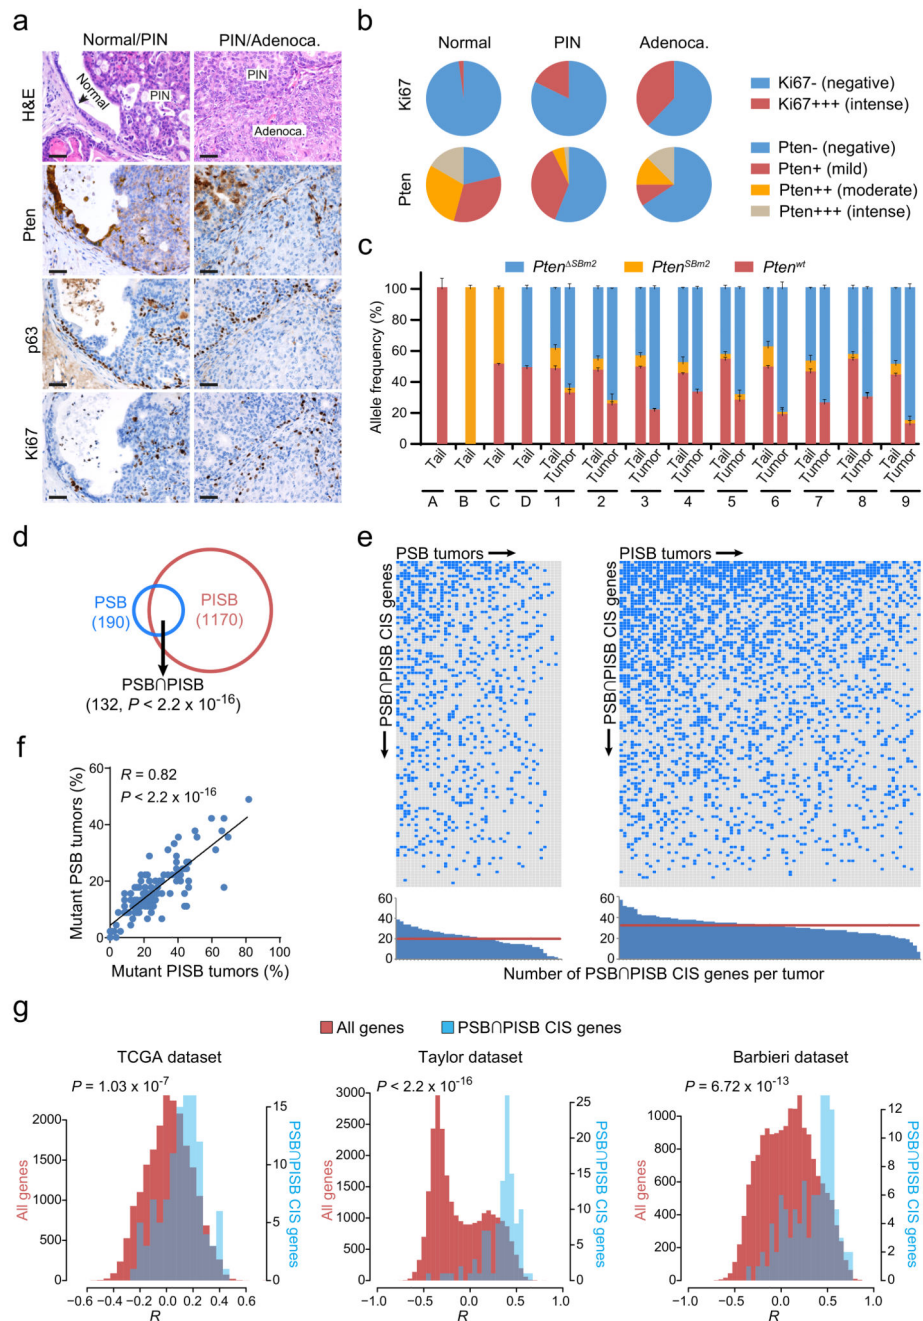 a
Normal/PIN PIN/Adenoca.
H&E
Normal
PIN
PIN
Adenoca.
Pten
p63
Ki67
b
Normal PIN Adenoca.
Ki67
Ki67- (negative)
Ki67+++ (intense)
Pten
Pten- (negative)
Pten+ (mild)
Pten++ (moderate)
Pten+++ (intense)
c
Pten^ΔSBm2 Pten^SBm2 Pten^wt
Allele frequency (%)
100
80
60
40
20
0
Tail Tail Tail Tail Tail Tumor Tail Tumor Tail Tumor Tail Tumor Tail Tumor Tail Tumor Tail Tumor Tail Tumor Tail Tumor
A B C D 1 2 3 4 5 6 7 8 9
d
PSB
(190)
PISB
(1170)
PSB∩PISB
(132, P < 2.2 x 10^-16)
e
PSB tumors
PSB∩PISB CIS genes
PISB tumors
PSB∩PISB CIS genes
60
40
20
0
60
40
20
0
Number of PSB∩PISB CIS genes per tumor
f
R = 0.82
P < 2.2 x 10^-16
Mutant PSB tumors (%)
60
40
20
0
0 20 40 60 80 100
Mutant PISB tumors (%)
g
All genes PSB∩PISB CIS genes
TCGA dataset
P = 1.03 x 10^-7
All genes
2000
1500
1000
500
0
15
10
5
0
PSB∩PISB CIS genes
−0.6 −0.2 0.0 0.2 0.6
R
Taylor dataset
P < 2.2 x 10^-16
All genes
3000
2500
2000
1500
1000
500
0
25
20
15
10
5
0
PSB∩PISB CIS genes
−1.0 −0.5 0.0 0.5 1.0
R
Barbieri dataset
P = 6.72 x 10^-13
All genes
1000
800
600
400
200
0
12
10
8
6
4
2
0
PSB∩PISB CIS genes
−1.0 −0.5 0.0 0.5 1.0
R